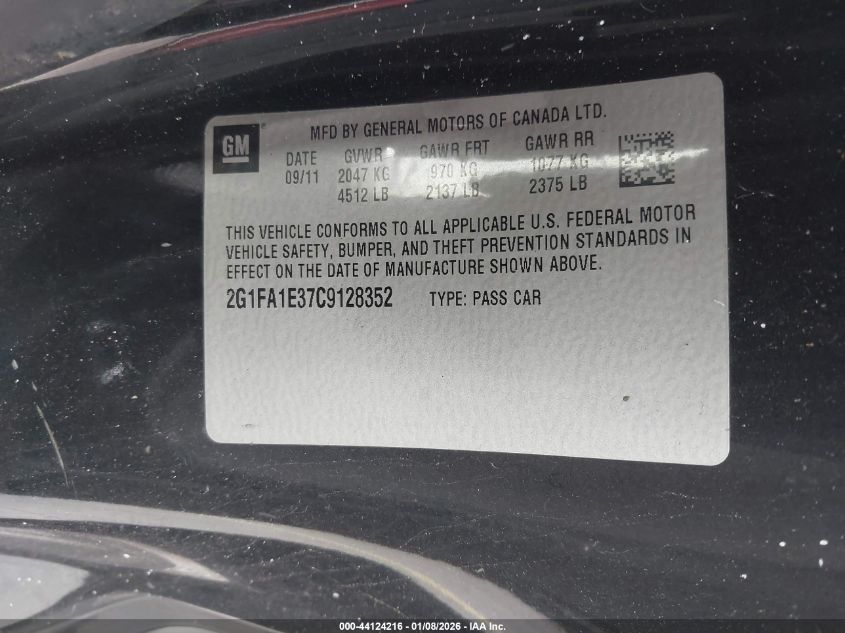 GM
MFD BY GENERAL MOTORS OF CANADA LTD.
DATE GVWR GAWR FRT GAWR RR
09/11 2047 KG 970 KG 1077 KG
4512 LB 2137 LB 2375 LB
THIS VEHICLE CONFORMS TO ALL APPLICABLE U.S. FEDERAL MOTOR
VEHICLE SAFETY, BUMPER, AND THEFT PREVENTION STANDARDS IN
EFFECT ON THE DATE OF MANUFACTURE SHOWN ABOVE.
2G1FA1E37C9128352 TYPE: PASS CAR
000-44124216 - 01/08/2026 - IAA Inc.